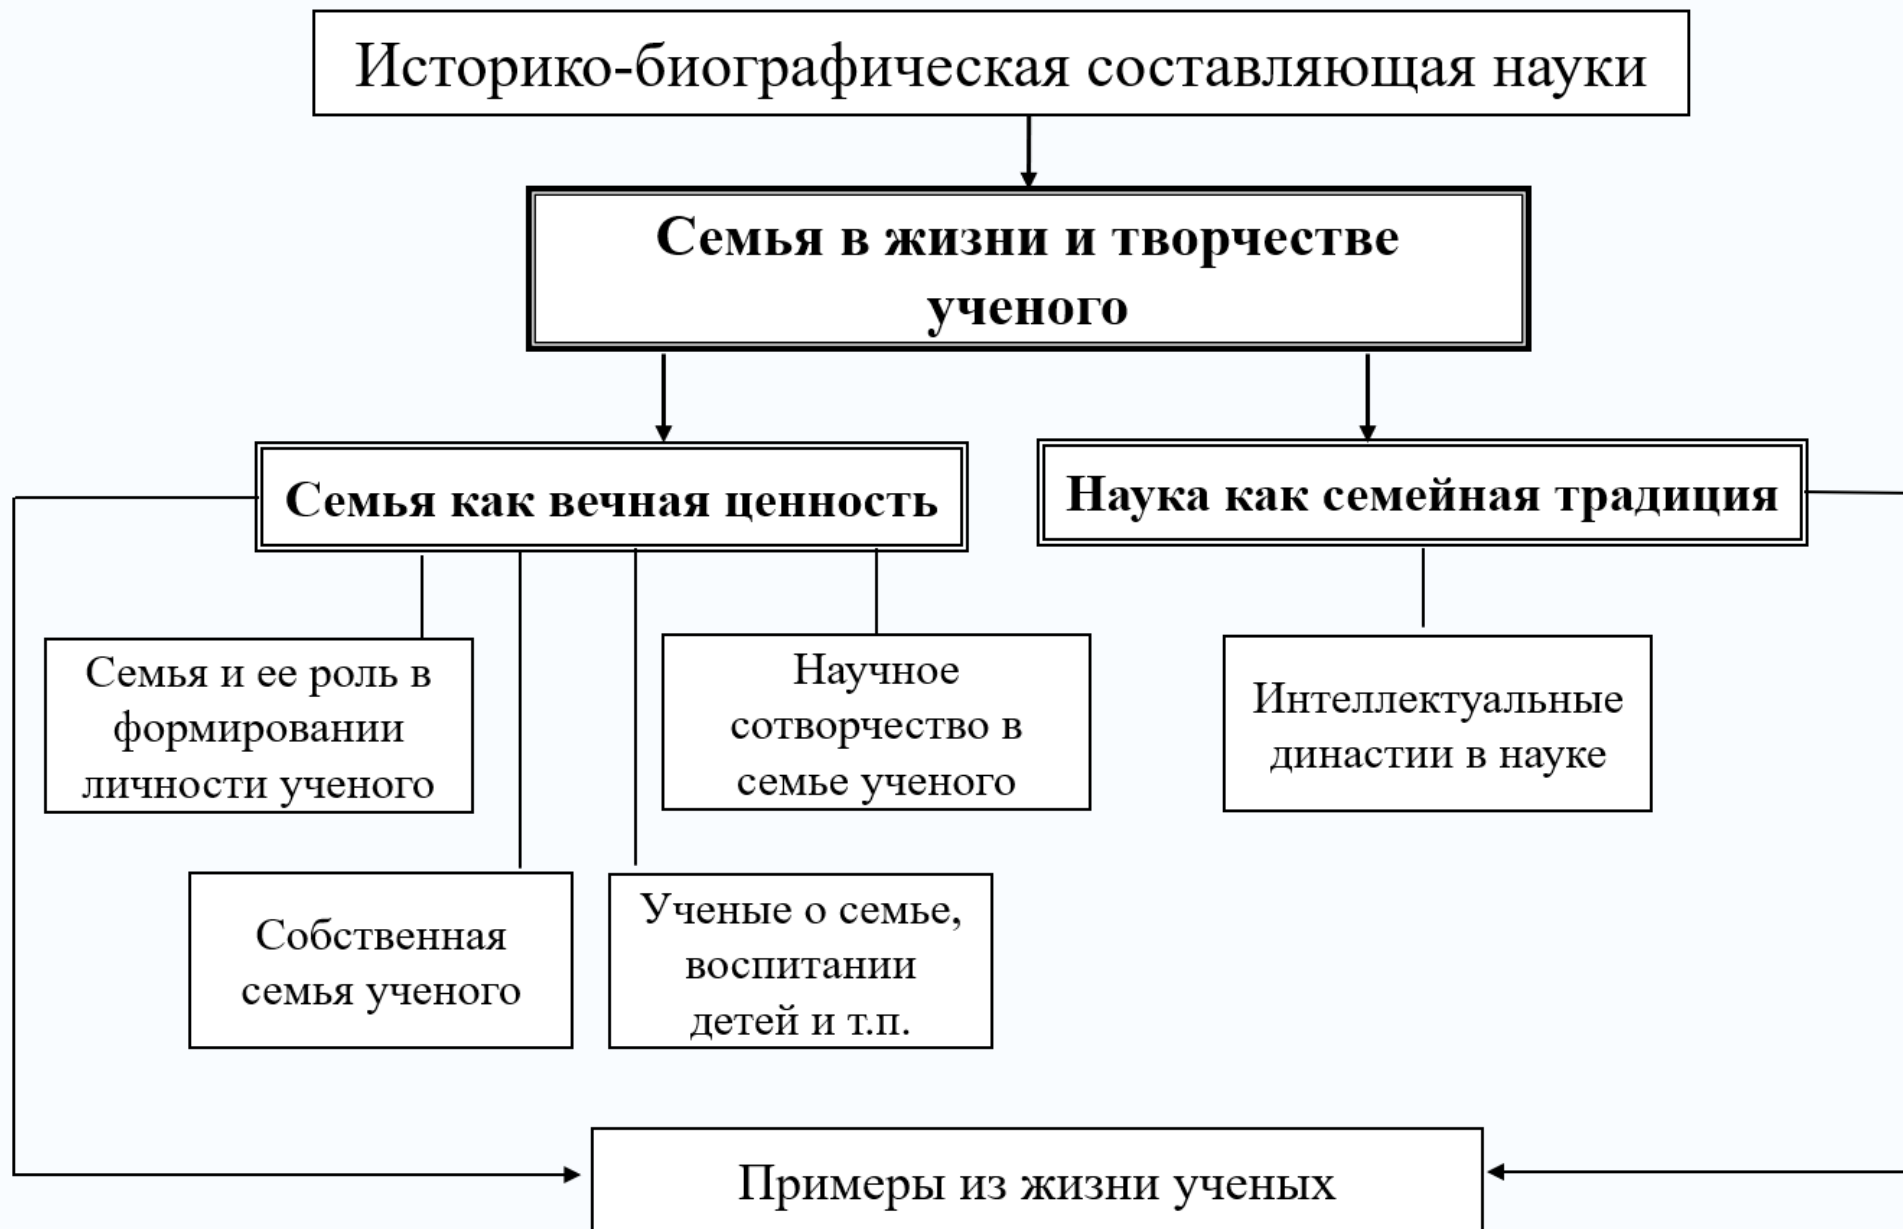 Историко-биографическая составляющая науки
Семья в жизни и творчестве
ученого
Семья как вечная ценность
Наука как семейная традиция
Семья и ее роль в
формировании
личности ученого
Научное
сотворчество в
семье ученого
Интеллектуальные
династии в науке
Собственная
семья ученого
Ученые о семье,
воспитании
детей и т.п.
Примеры из жизни ученых